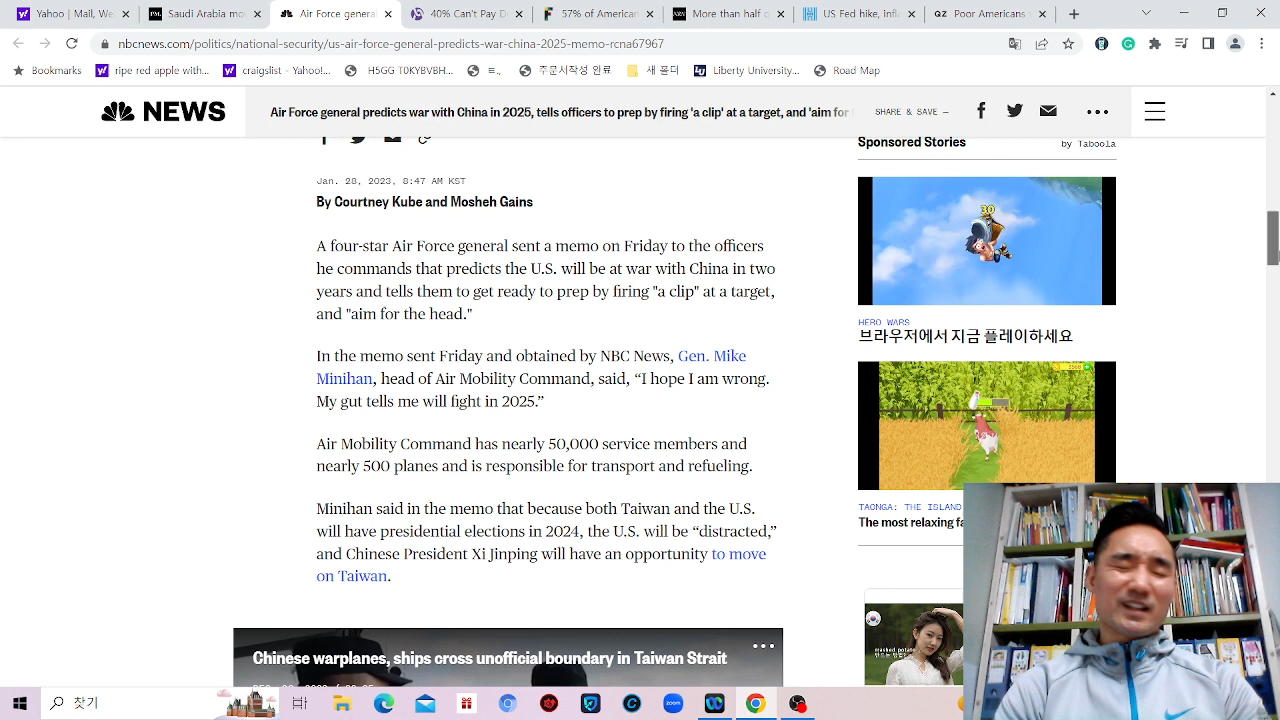 Yahoo! Mail, We
Saudi Arabia mo
Air Force genera
40% Can't Pay D
57% of American
More than half o
US Food Inflatio
Poll: Americans
nbcnews.com/politics/national-security/us-air-force-general-predicts-war-china-2025-memo-rcna67967
Bookmarks
ripe red apple with...
craigslist - Yahoo...
H5GG TOKYBVBH...
주문서작성 완료
새 폴더
Liberty University...
Road Map
NEWS
Air Force general predicts war with China in 2025, tells officers to prep by firing 'a clip' at a target, and 'aim for
SHARE & SAVE —
Sponsored Stories
by Taboola
Jan. 28, 2023, 8:47 AM KST
By Courtney Kube and Mosheh Gains
A four-star Air Force general sent a memo on Friday to the officers
he commands that predicts the U.S. will be at war with China in two
years and tells them to get ready to prep by firing "a clip" at a target,
and "aim for the head."
In the memo sent Friday and obtained by NBC News, Gen. Mike
Minihan, head of Air Mobility Command, said, “I hope I am wrong.
My gut tells me will fight in 2025.”
Air Mobility Command has nearly 50,000 service members and
nearly 500 planes and is responsible for transport and refueling.
Minihan said in the memo that because both Taiwan and the U.S.
will have presidential elections in 2024, the U.S. will be “distracted,”
and Chinese President Xi Jinping will have an opportunity to move
on Taiwan.
Chinese warplanes, ships cross unofficial boundary in Taiwan Strait
30
HERO WARS
브라우저에서 지금 플레이하세요
TAONGA: THE ISLAND
The most relaxing fa
mashed potato
찾기
zoom